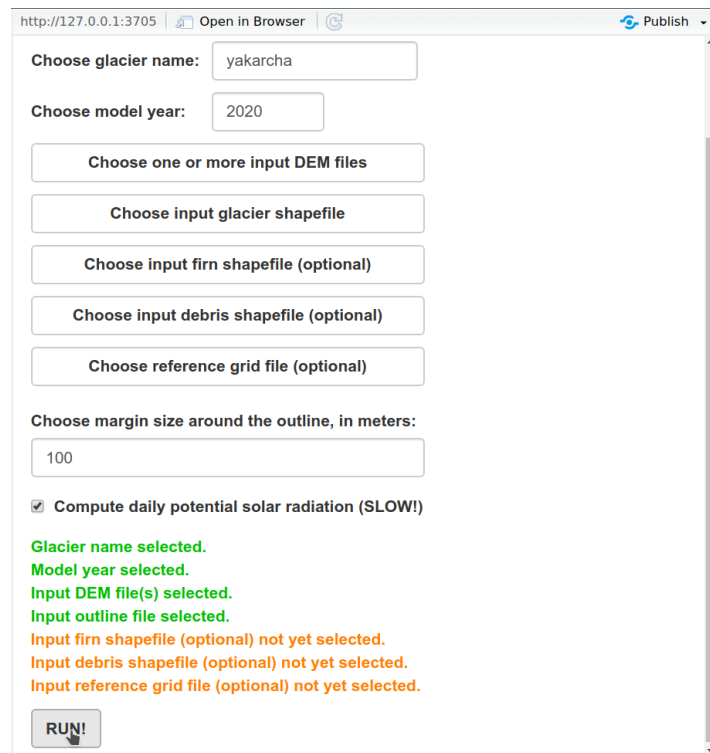 http://127.0.0.1:3705 Open in Browser Publish
Choose glacier name: yakarcha
Choose model year: 2020
Choose one or more input DEM files
Choose input glacier shapefile
Choose input firn shapefile (optional)
Choose input debris shapefile (optional)
Choose reference grid file (optional)
Choose margin size around the outline, in meters:
100
Compute daily potential solar radiation (SLOW!)
Glacier name selected.
Model year selected.
Input DEM file(s) selected.
Input outline file selected.
Input firn shapefile (optional) not yet selected.
Input debris shapefile (optional) not yet selected.
Input reference grid file (optional) not yet selected.
RUN!